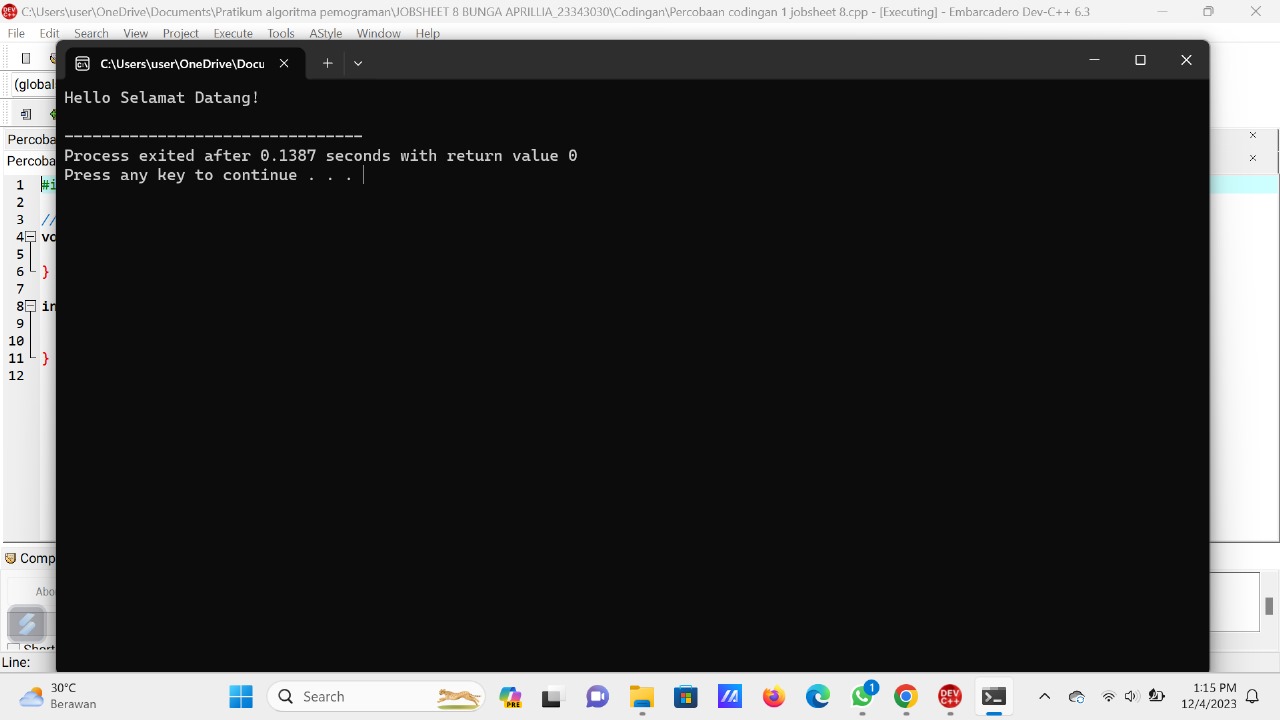 C:\Users\user\OneDrive\Documents\Pratikum algoritma pemograman\JOBSHEET 8 BUNGA APRILLIA_23343030\Codingan\Percobaan codingan 1 jobsheet 8.cpp - [Executing] - Embarcadero Dev-C++ 6.3
File Edit Search View Project Execute Tools AStyle Window Help
C:\Users\user\OneDrive\Docu
(global
Hello Selamat Datang!
--------------------------------
Process exited after 0.1387 seconds with return value 0
Press any key to continue . . .
Percoba
Percoba
1 #i
2
3 //
4 vo
5
6 }
7
8 in
9
10
11 }
12
Comp
Abo
Short
Line:
30°C
Berawan
Search
PRE
1
DEV
C++
1:15 PM
12/4/2023